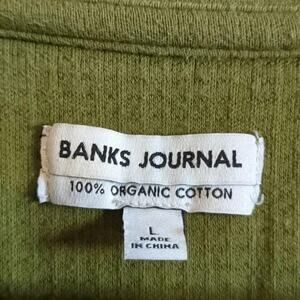 BANKS JOURNAL
100% ORGANIC COTTON
L
MADE
IN CHINA